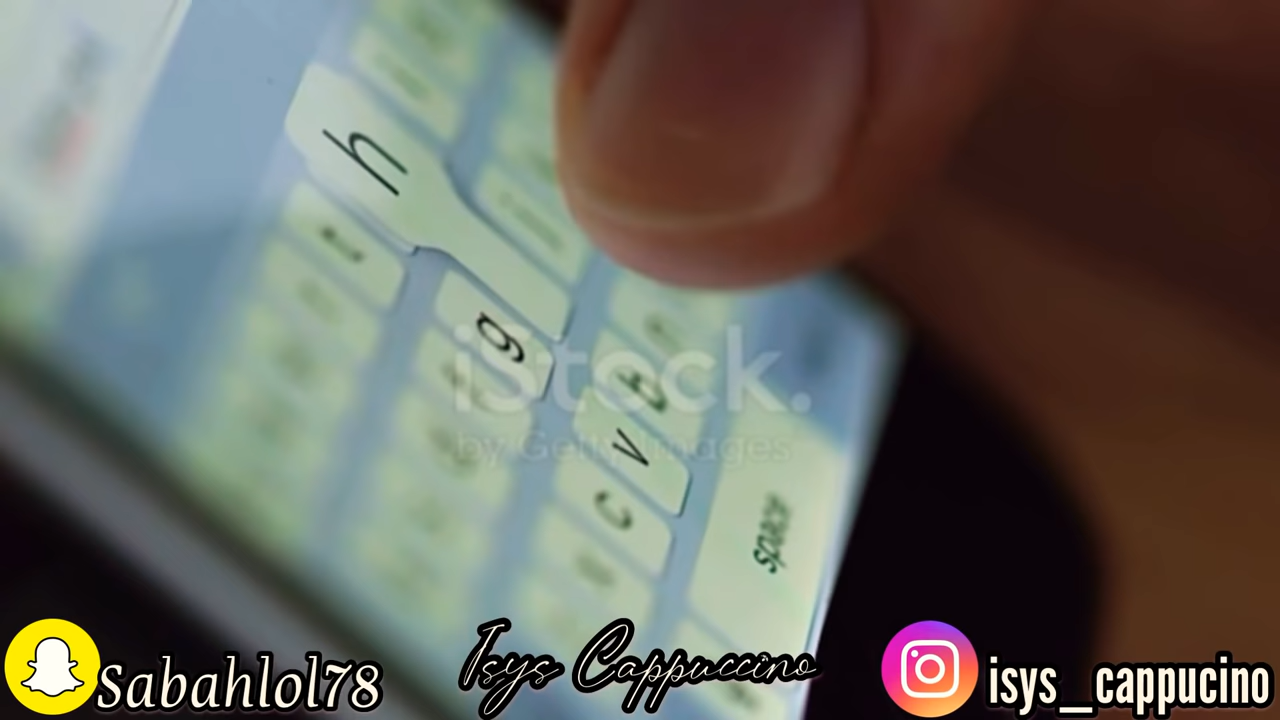 h
g
b
v
c
space
iStock.
by Getty Images
Sabahlol78
Isys Cappuccino
isys_cappucino